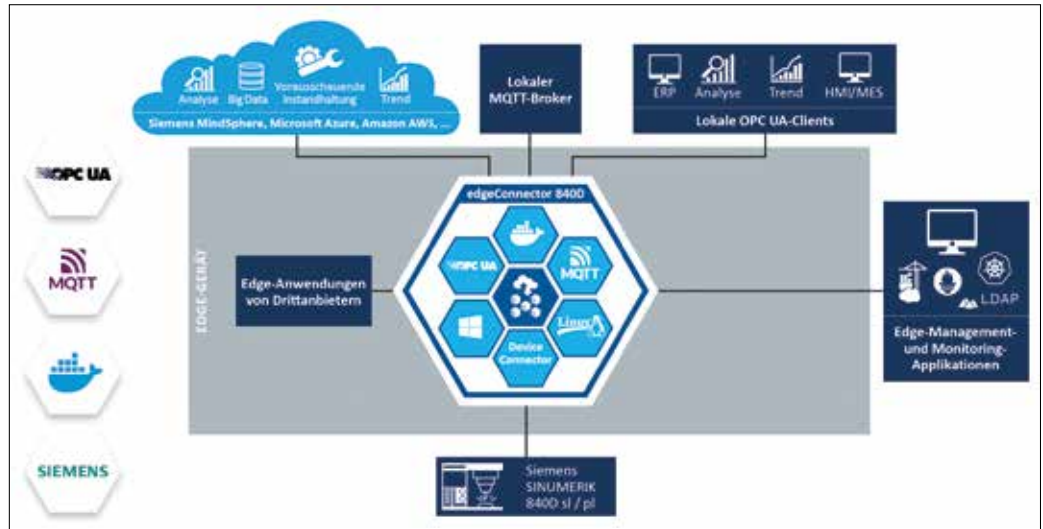 Analyse
Big Data
Vorausschauende
Instandhaltung
Trend
Siemens MindSphere, Microsoft Azure, Amazon AWS, ...
Lokaler
MQTT-Broker
ERP
Analyse
Trend
HMI/MES
Lokale OPC UA-Clients
OPC UA
MQTT
SIEMENS
EDGE-GERÄT
Edge-Anwendungen
von Drittanbietern
edgeConnector 840D
OPC UA
MQTT
Linux
Device
Connector
LDAP
Edge-Management-
und Monitoring-
Applikationen
Siemens
SINUMERIK
840D sl / pl